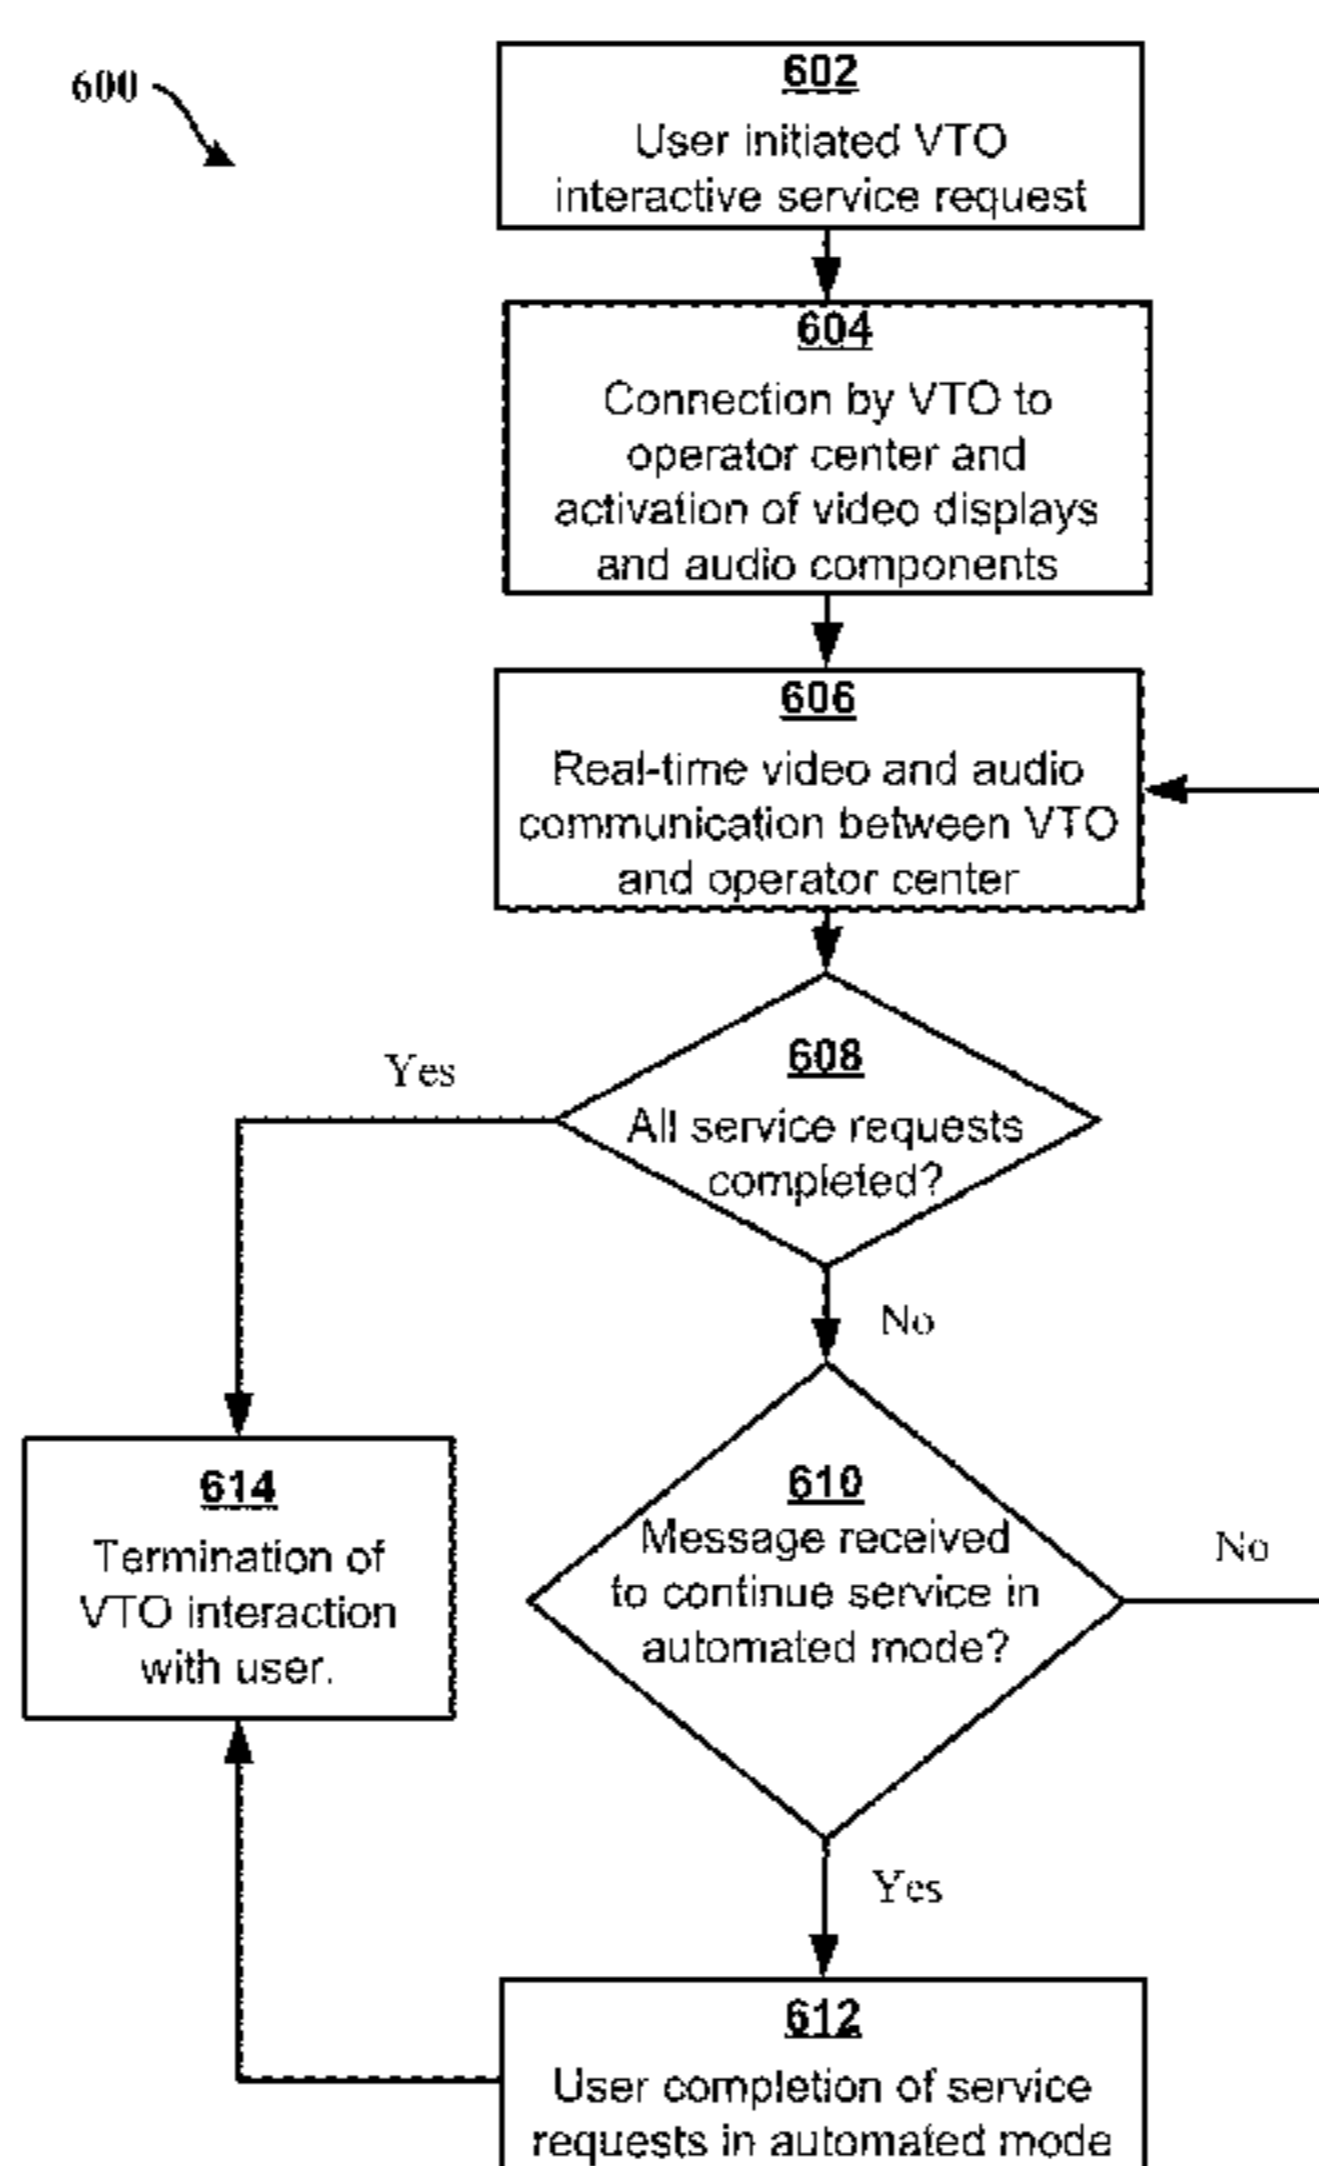 600
602
User initiated VTO
interactive service request
604
Connection by VTO to
operator center and
activation of video displays
and audio components
606
Real-time video and audio
communication between VTO
and operator center
Yes
608
All service requests
completed?
No
614
Termination of
VTO interaction
with user.
610
Message received
to continue service in
automated mode?
No
Yes
612
User completion of service
requests in automated mode